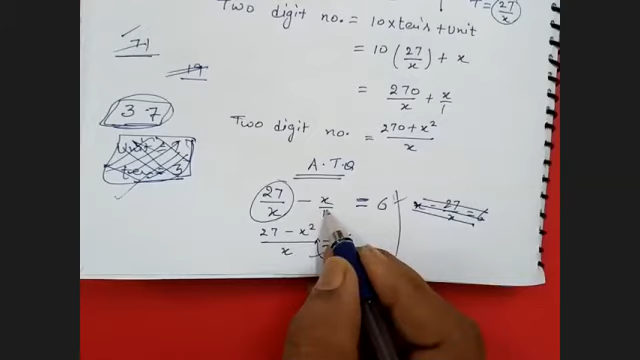 T = 27/x
Two digit no. = 10 x ten's + unit
= 10 (27/x) + x
= 270/x + x/1
Two digit no. = 270 + x²/x
71
19
37
A.T.Q
27/x - x/1 = 6
x - 27/x = 6
27 - x²/x =